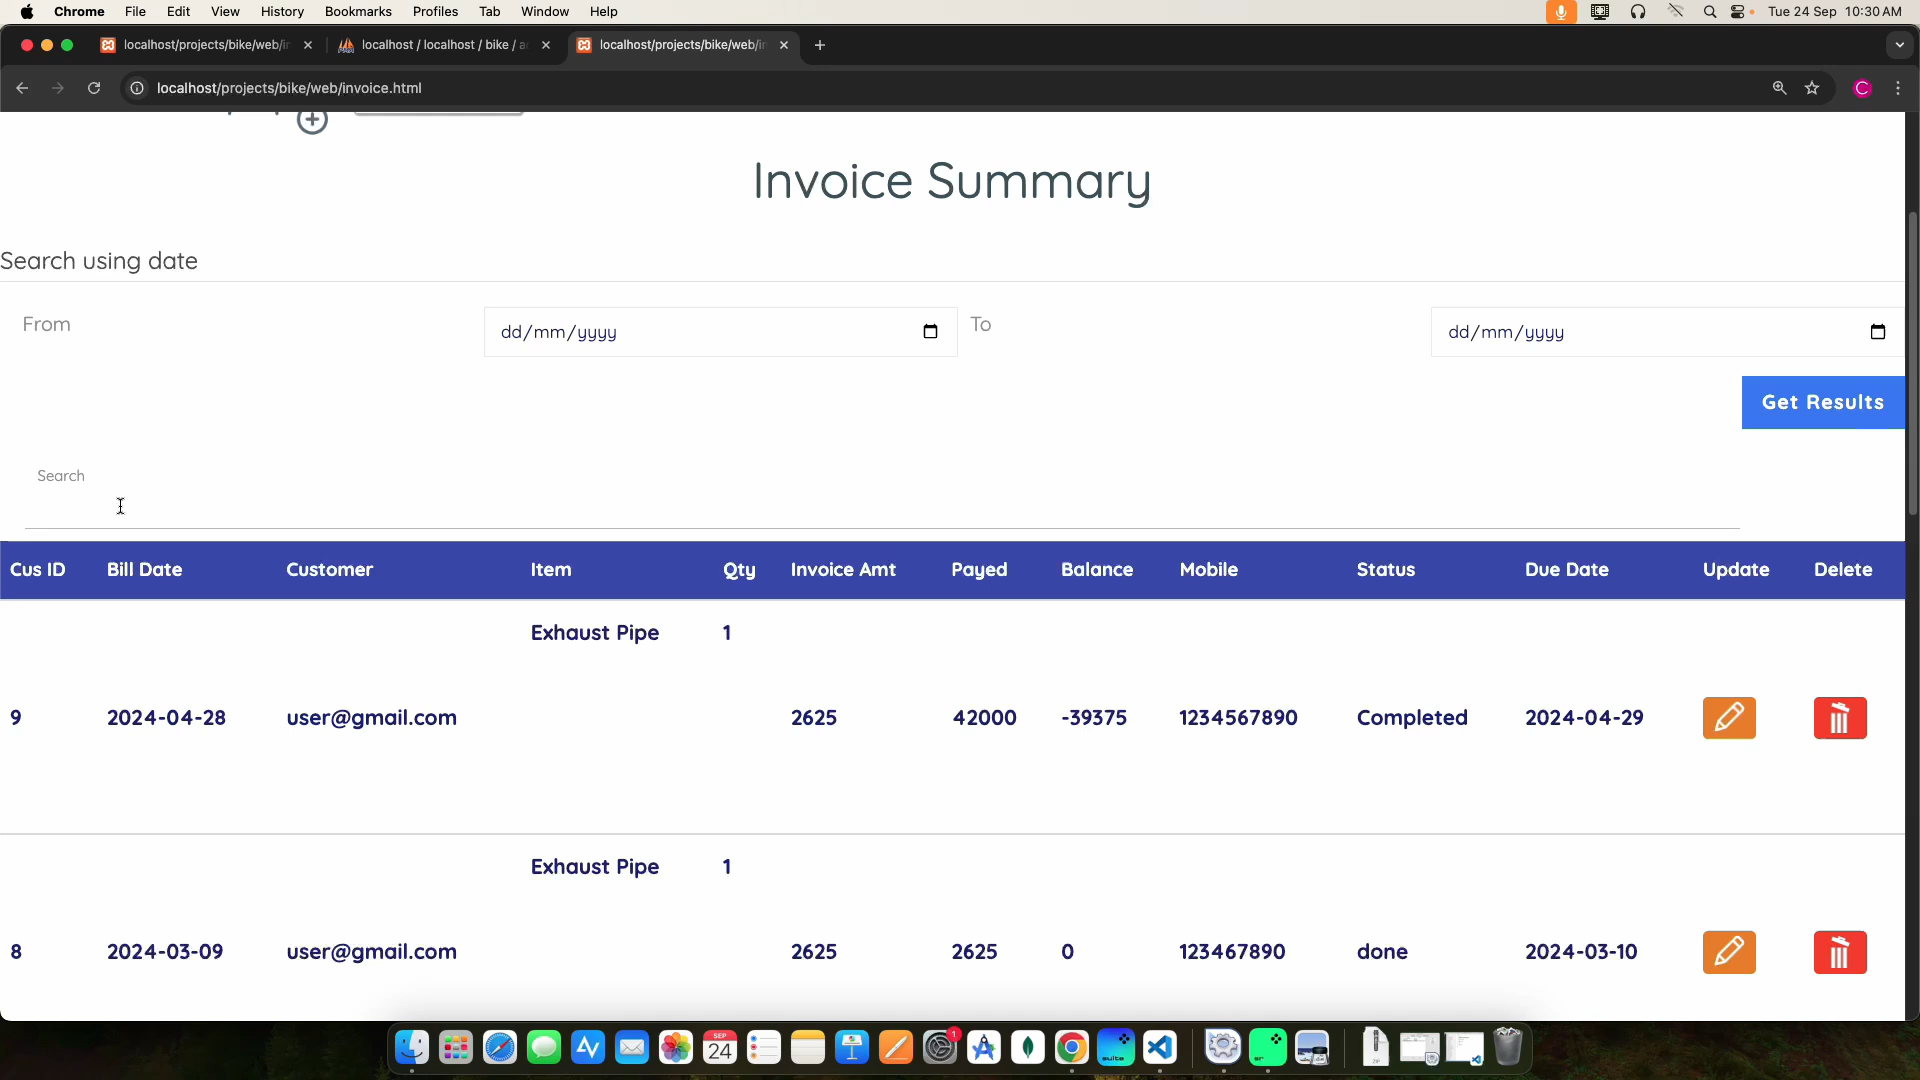 Chrome File Edit View History Bookmarks Profiles Tab Window Help Tue 24 Sep 10:30 AM
localhost/projects/bike/web/in localhost / localhost / bike / a localhost/projects/bike/web/in
localhost/projects/bike/web/invoice.html C
Invoice Summary
Search using date
From dd/mm/yyyy To dd/mm/yyyy
Get Results
Search
Cus ID Bill Date Customer Item Qty Invoice Amt Payed Balance Mobile Status Due Date Update Delete
Exhaust Pipe 1
9 2024-04-28 user@gmail.com 2625 42000 -39375 1234567890 Completed 2024-04-29
Exhaust Pipe 1
8 2024-03-09 user@gmail.com 2625 2625 0 123467890 done 2024-03-10
SEP
24
1